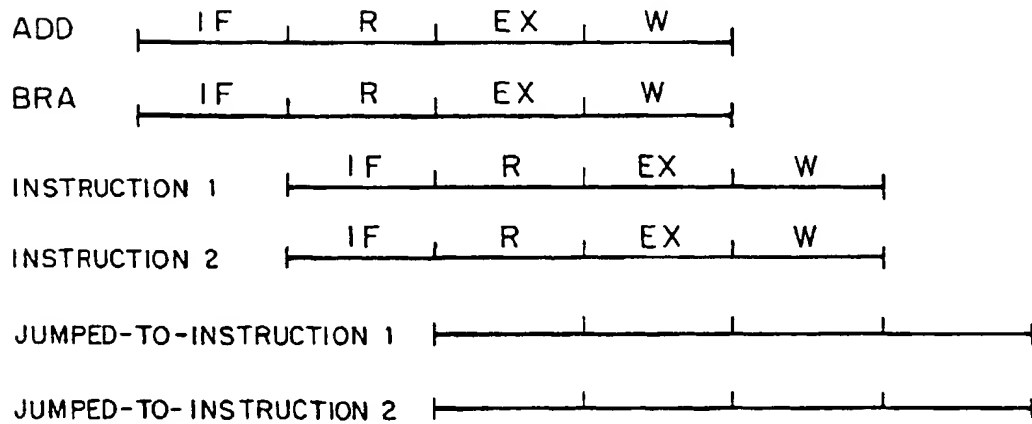 ADD IF R EX W
BRA IF R EX W
INSTRUCTION 1 IF R EX W
INSTRUCTION 2 IF R EX W
JUMPED-TO-INSTRUCTION 1
JUMPED-TO-INSTRUCTION 2